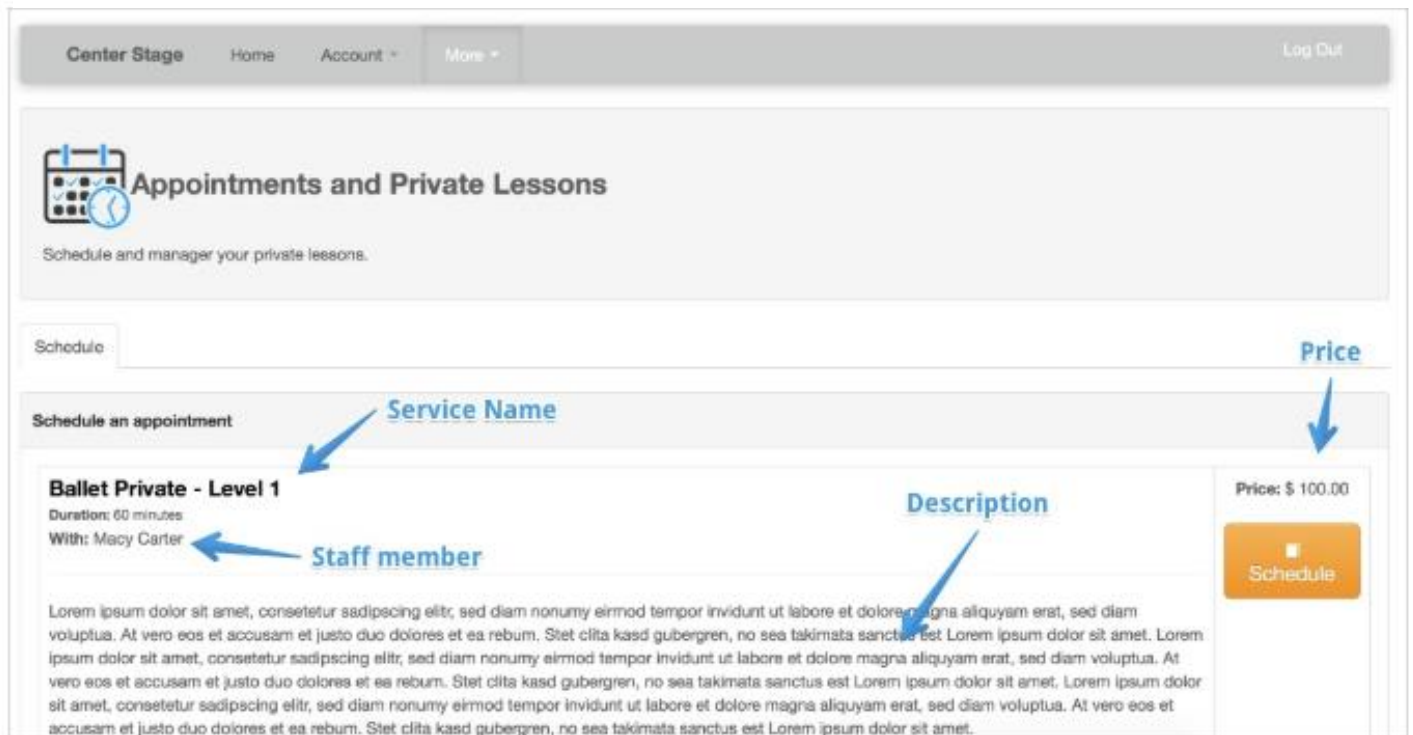 Center Stage Home Account More Log Out
Appointments and Private Lessons
Schedule and manager your private lessons.
Schedule
Price
Schedule an appointment
Service Name
Ballet Private - Level 1
Duration: 60 minutes
With: Macy Carter
Staff member
Description
Price: $ 100.00
Schedule
Lorem ipsum dolor sit amet, consetetur sadipscing elitr, sed diam nonumy eirmod tempor invidunt ut labore et dolore magna aliquyam erat, sed diam
voluptua. At vero eos et accusam et justo duo dolores et ea rebum. Stet clita kasd gubergren, no sea takimata sanctus est Lorem ipsum dolor sit amet. Lorem
ipsum dolor sit amet, consetetur sadipscing elitr, sed diam nonumy eirmod tempor invidunt ut labore et dolore magna aliquyam erat, sed diam voluptua. At
vero eos et accusam et justo duo dolores et ea rebum. Stet clita kasd gubergren, no sea takimata sanctus est Lorem ipsum dolor sit amet. Lorem ipsum dolor
sit amet, consetetur sadipscing elitr, sed diam nonumy eirmod tempor invidunt ut labore et dolore magna aliquyam erat, sed diam voluptua. At vero eos et
accusam et justo duo dolores et ea rebum. Stet clita kasd gubergren, no sea takimata sanctus est Lorem ipsum dolor sit amet.